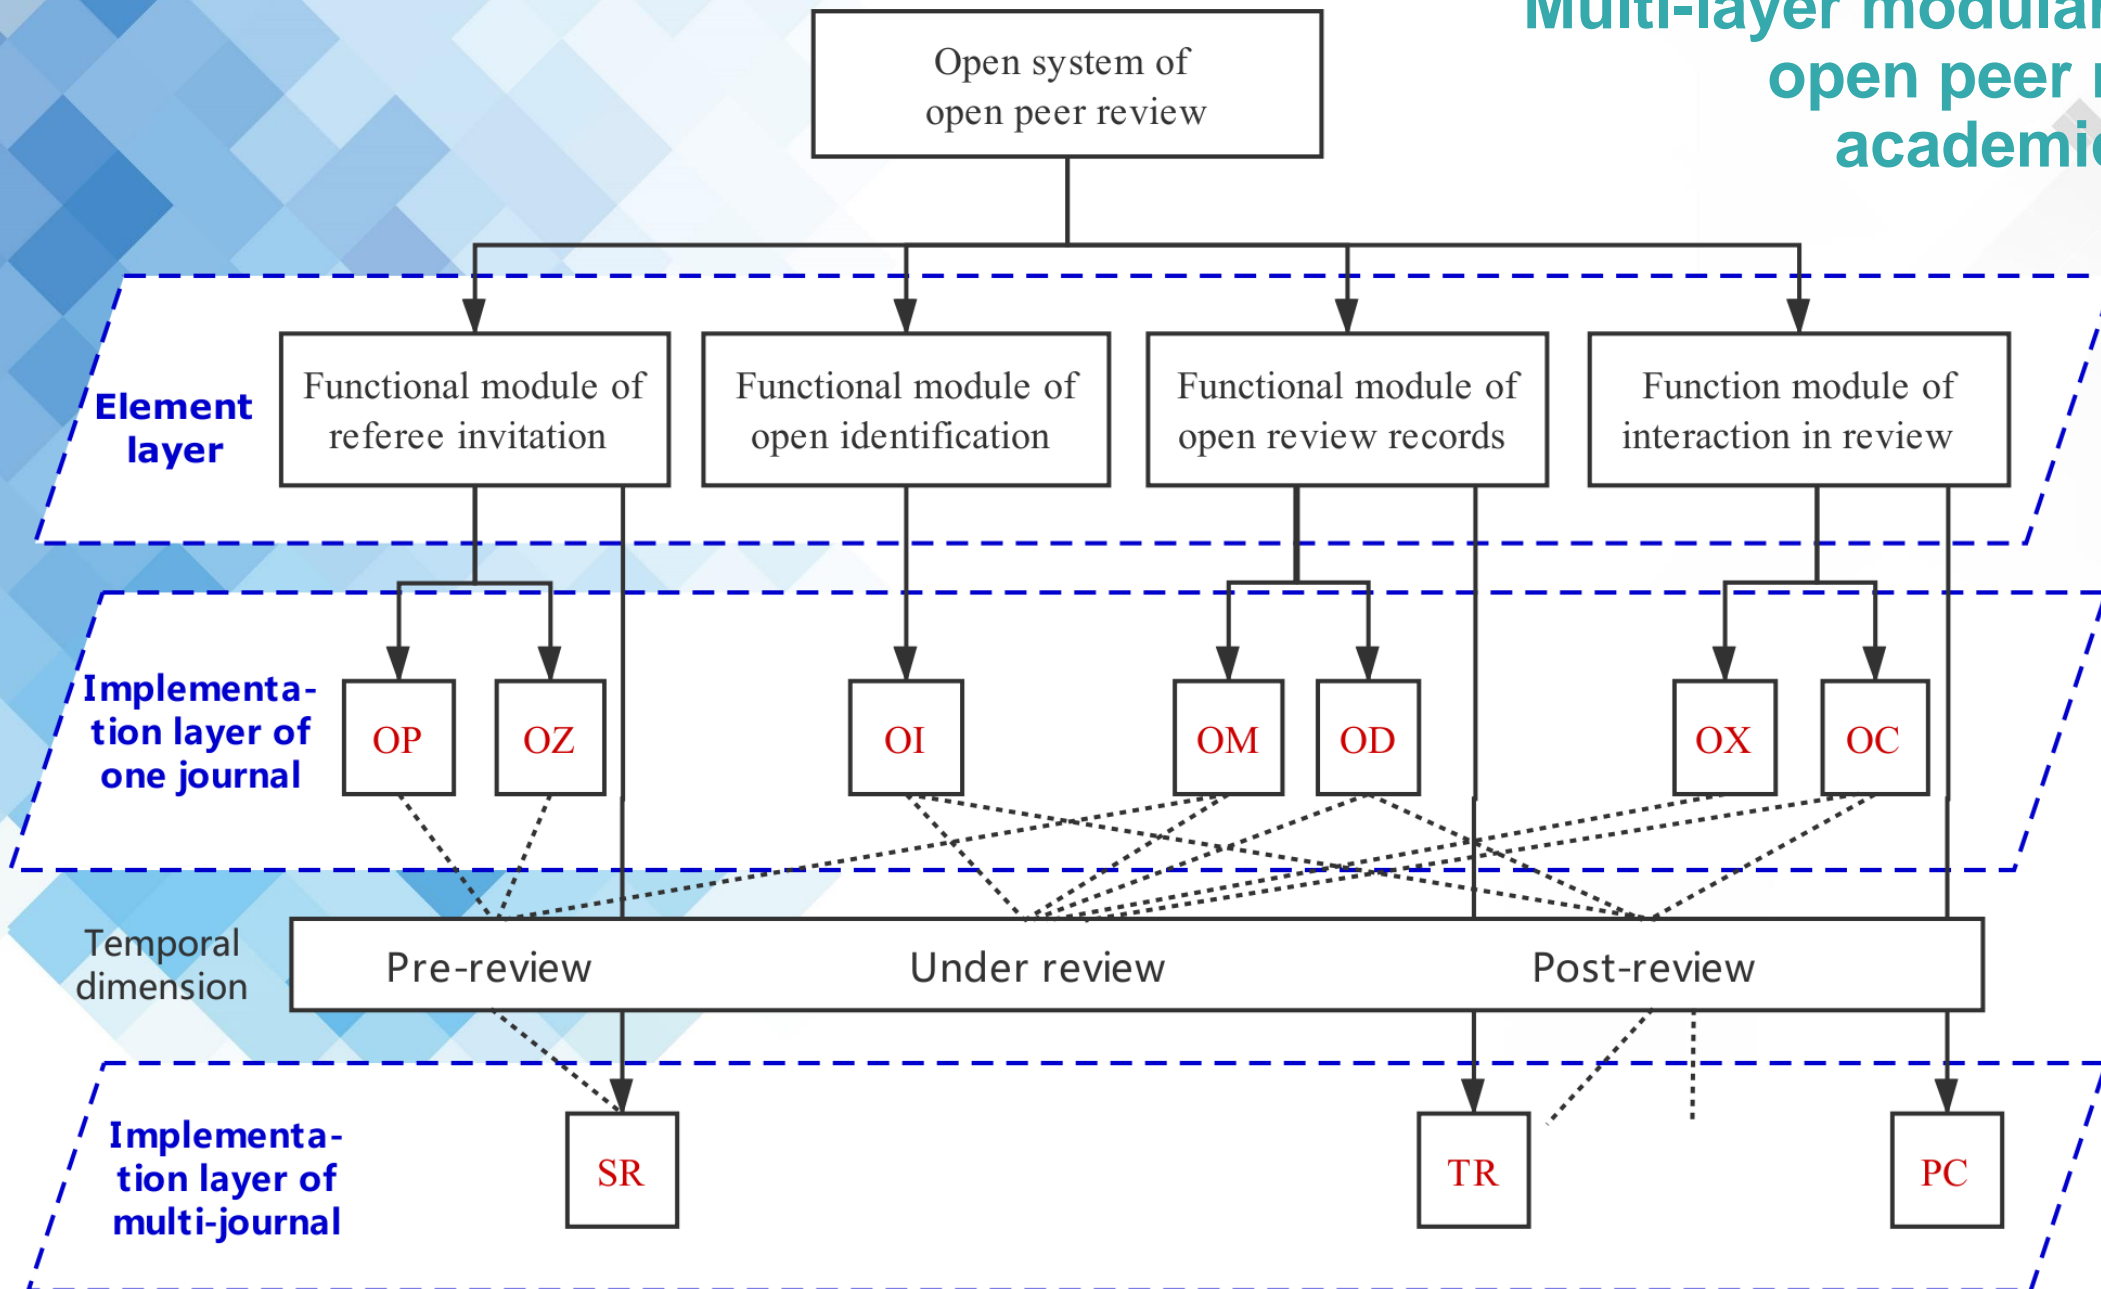 Multi-layer modular
open peer
academic
Open system of
open peer review
Element
layer
Functional module of
referee invitation
Functional module of
open identification
Functional module of
open review records
Function module of
interaction in review
Implementa-
tion layer of
one journal
OP
OZ
OI
OM
OD
OX
OC
Temporal
dimension
Pre-review
Under review
Post-review
Implementa-
tion layer of
multi-journal
SR
TR
PC